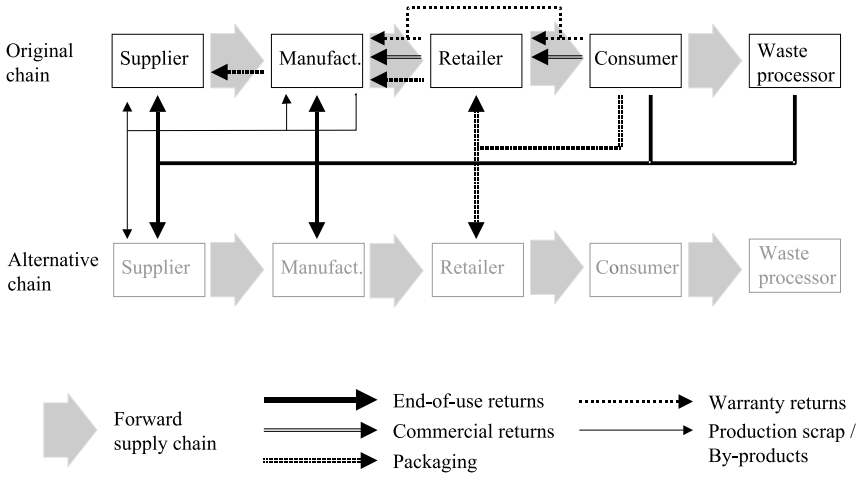 Original
chain
Supplier
Manufact.
Retailer
Consumer
Waste
processor
Alternative
chain
Supplier
Manufact.
Retailer
Consumer
Waste
processor
Forward
supply chain
End-of-use returns
Commercial returns
Packaging
Warranty returns
Production scrap /
By-products